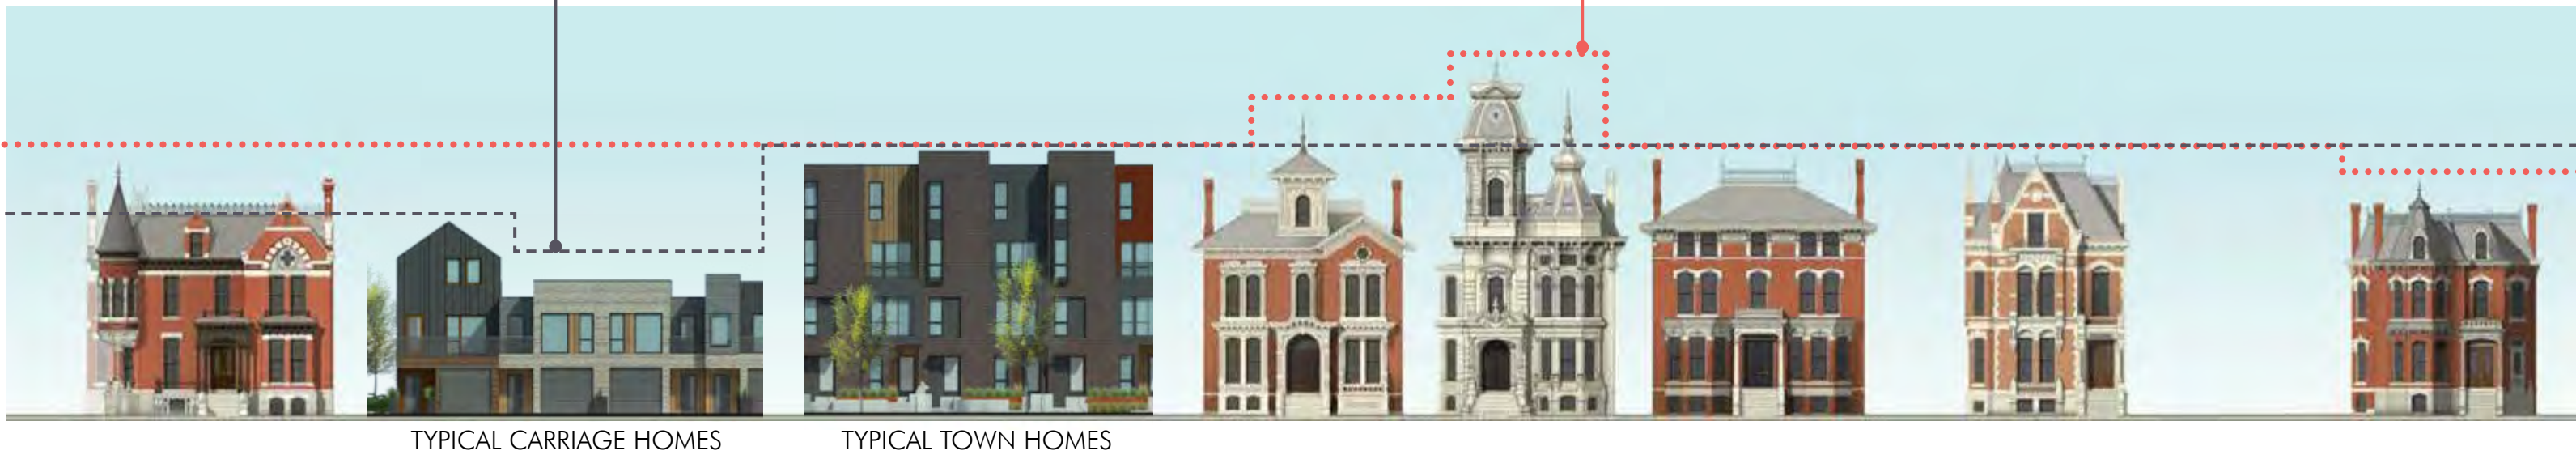 TYPICAL CARRIAGE HOMES
TYPICAL TOWN HOMES